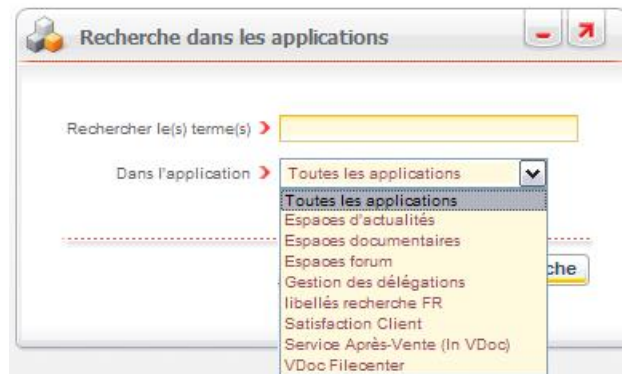 Recherche dans les applications
Rechercher le(s) terme(s)
Dans l'application
Toutes les applications
Toutes les applications
Espaces d'actualités
Espaces documentaires
Espaces forum
Gestion des délégations
libellés recherche FR
Satisfaction Client
Service Après-Vente (In VDoc)
VDoc Filecenter